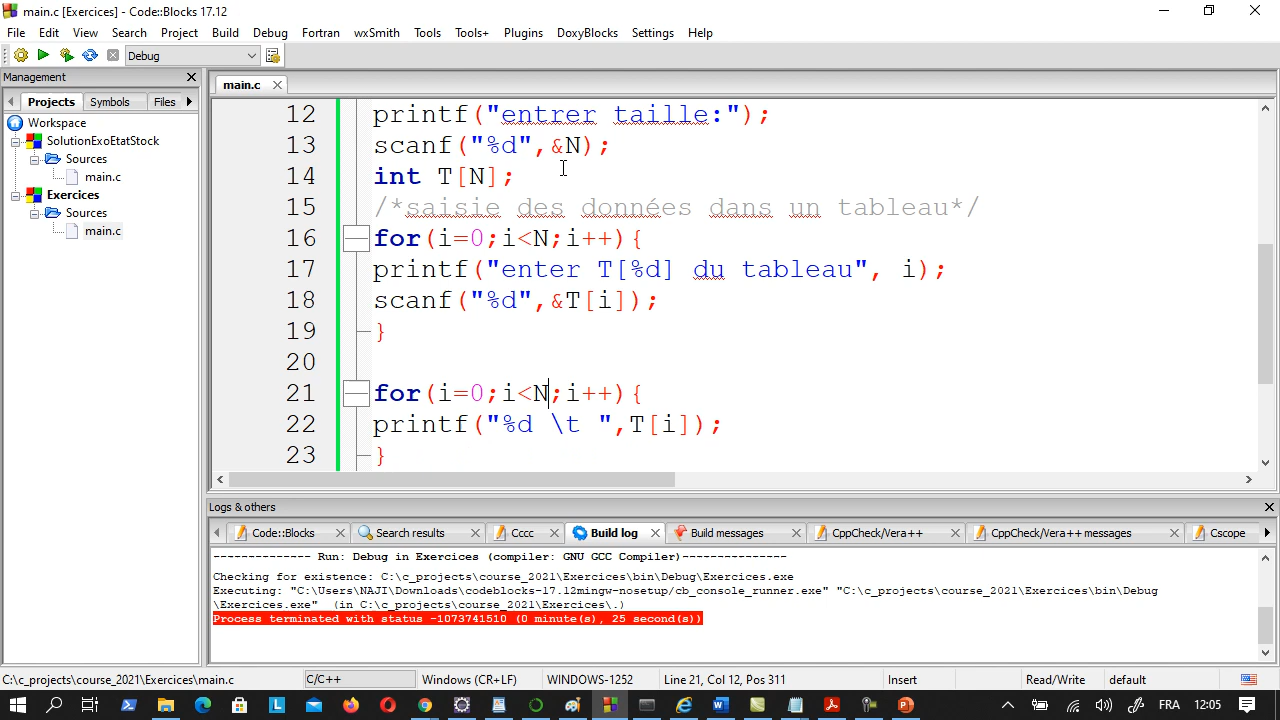 main.c [Exercices] - Code::Blocks 17.12
File Edit View Search Project Build Debug Fortran wxSmith Tools Tools+ Plugins DoxyBlocks Settings Help
Debug
Management
main.c
Projects Symbols Files
Workspace
SolutionExoEtatStock
Sources
main.c
Exercices
Sources
main.c
12 printf("entrer taille:");
13 scanf("%d",&N);
14 int T[N];
15 /*saisie des données dans un tableau*/
16 for(i=0;i<N;i++){
17 printf("enter T[%d] du tableau", i);
18 scanf("%d",&T[i]);
19 }
20
21 for(i=0;i<N;i++){
22 printf("%d \t ",T[i]);
23 }
Logs & others
Code::Blocks Search results Cccc Build log Build messages CppCheck/Vera++ CppCheck/Vera++ messages Cscope
-------------- Run: Debug in Exercices (compiler: GNU GCC Compiler)---------------
Checking for existence: C:\c_projects\course_2021\Exercices\bin\Debug\Exercices.exe
Executing: "C:\Users\NAJI\Downloads\codeblocks-17.12mingw-nosetup/cb_console_runner.exe" "C:\c_projects\course_2021\Exercices\bin\Debug
\Exercices.exe"  (in C:\c_projects\course_2021\Exercices\.)
Process terminated with status -1073741510 (0 minute(s), 25 second(s))
C:\c_projects\course_2021\Exercices\main.c C/C++ Windows (CR+LF) WINDOWS-1252 Line 21, Col 12, Pos 311 Insert Read/Write default
FRA 12:05